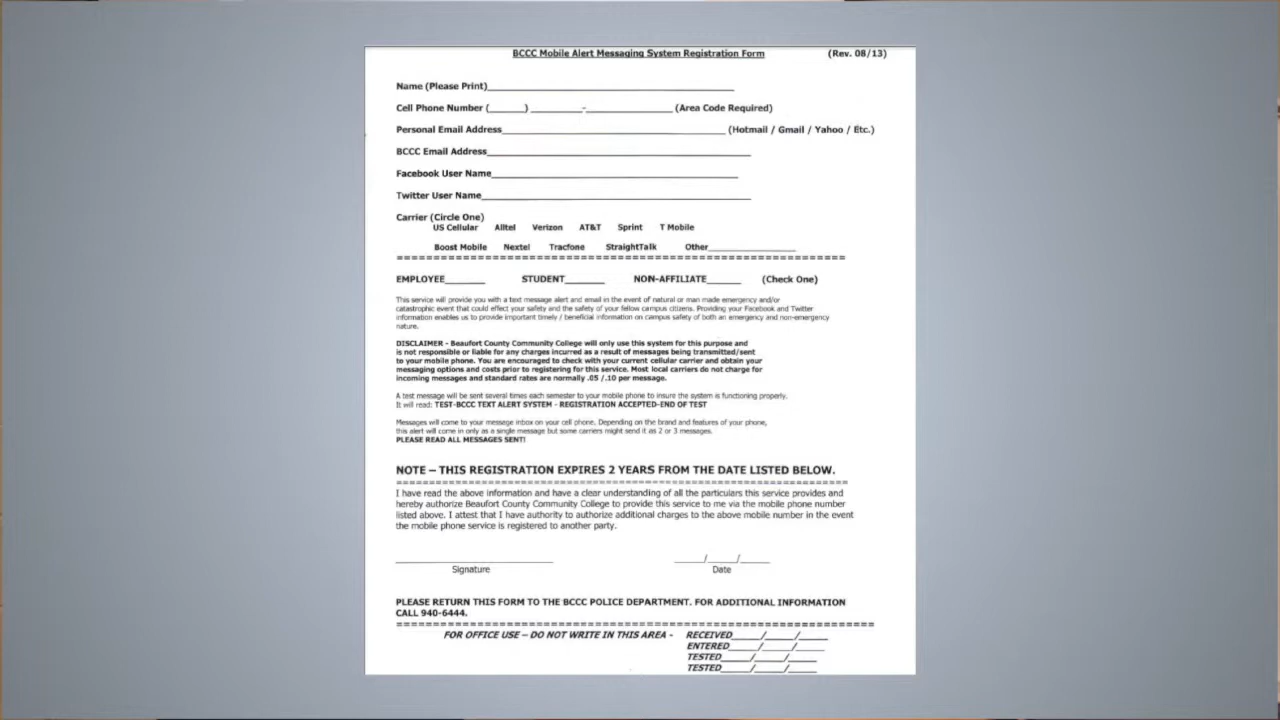 BCCC Mobile Alert Messaging System Registration Form (Rev. 08/13)
Name (Please Print)____________________
Cell Phone Number (______) ________-____________ (Area Code Required)
Personal Email Address____________________ (Hotmail / Gmail / Yahoo / Etc.)
BCCC Email Address____________________
Facebook User Name____________________
Twitter User Name____________________
Carrier (Circle One)
US Cellular Alltel Verizon AT&T Sprint T Mobile
Boost Mobile Nextel Tracfone StraightTalk Other______________
==========================================================
EMPLOYEE______ STUDENT______ NON-AFFILIATE______ (Check One)
This service will provide you with a text message alert and email in the event of natural or man made emergency and/or
catastrophic event that could effect your safety and the safety of your fellow campus citizens. Providing your Facebook and Twitter
information enables us to provide important timely / beneficial information on campus safety of both an emergency and non-emergency
nature.
DISCLAIMER - Beaufort County Community College will only use this system for this purpose and
is not responsible or liable for any charges incurred as a result of messages being transmitted/sent
to your mobile phone. You are encouraged to check with your current cellular carrier and obtain your
messaging options and costs prior to registering for this service. Most local carriers do not charge for
incoming messages and standard rates are normally .05 /.10 per message.
A test message will be sent several times each semester to your mobile phone to insure the system is functioning properly.
It will read: TEST-BCCC TEXT ALERT SYSTEM - REGISTRATION ACCEPTED-END OF TEST
Messages will come to your message inbox on your cell phone. Depending on the brand and features of your phone,
this alert will come in only as a single message but some carriers might send it as 2 or 3 messages.
PLEASE READ ALL MESSAGES SENT!
NOTE – THIS REGISTRATION EXPIRES 2 YEARS FROM THE DATE LISTED BELOW.
==========================================================
I have read the above information and have a clear understanding of all the particulars this service provides and
hereby authorize Beaufort County Community College to provide this service to me via the mobile phone number
listed above. I attest that I have authority to authorize additional charges to the above mobile number in the event
the mobile phone service is registered to another party.
____________________ _____/_____/_____
Signature Date
PLEASE RETURN THIS FORM TO THE BCCC POLICE DEPARTMENT. FOR ADDITIONAL INFORMATION
CALL 940-6444.
==============================================================
FOR OFFICE USE – DO NOT WRITE IN THIS AREA - RECEIVED_____/_____/_____
ENTERED_____/_____/_____
TESTED_____/_____/_____
TESTED_____/_____/_____